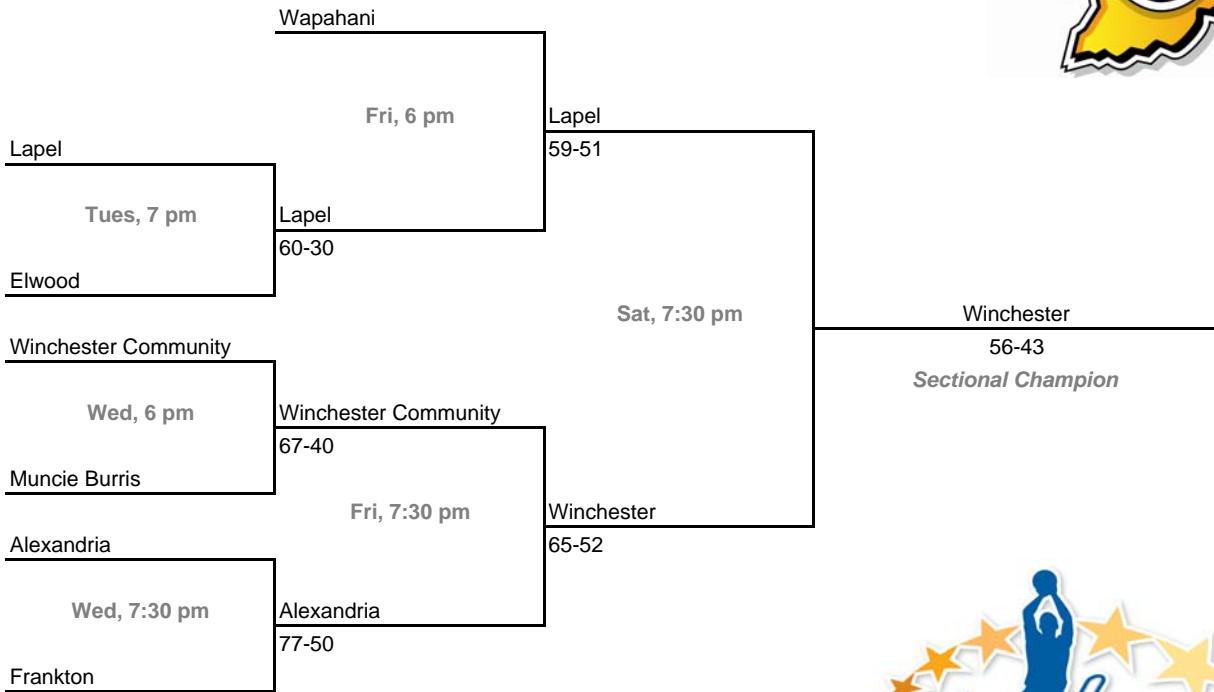 Wapahani
Fri, 6 pm
Lapel
Lapel
59-51
Tues, 7 pm
Lapel
60-30
Elwood
Sat, 7:30 pm
Winchester
Winchester Community
56-43
Sectional Champion
Wed, 6 pm
Winchester Community
67-40
Muncie Burris
Fri, 7:30 pm
Winchester
Alexandria
65-52
Wed, 7:30 pm
Alexandria
77-50
Frankton